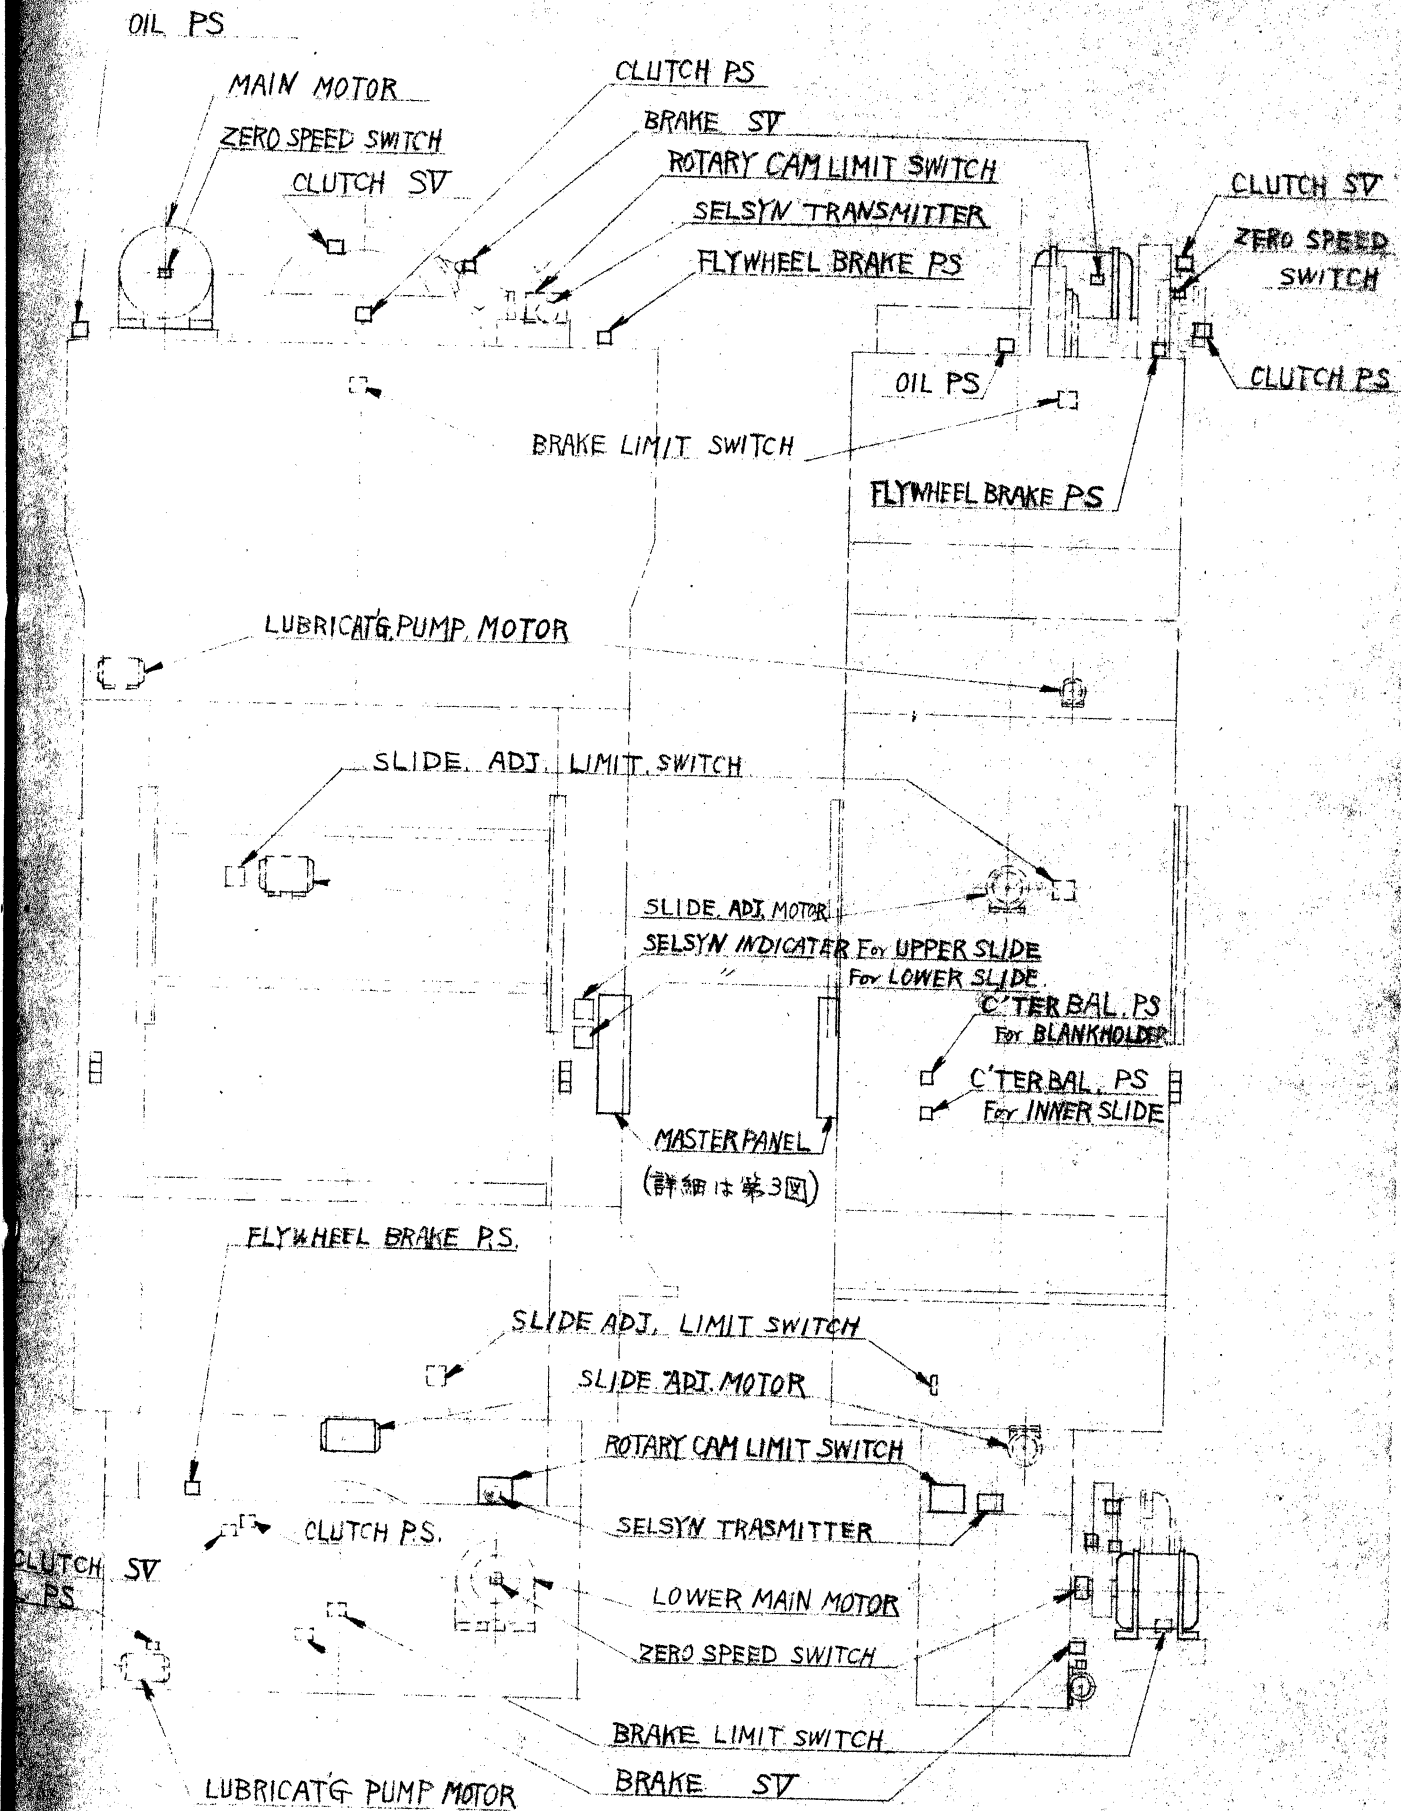 OIL PS
MAIN MOTOR
CLUTCH PS
BRAKE SV
ZERO SPEED SWITCH
ROTARY CAM LIMIT SWITCH
CLUTCH SV
CLUTCH SV
SELSYN TRANSMITTER
ZERO SPEED
SWITCH
FLYWHEEL BRAKE PS
OIL PS
CLUTCH PS
BRAKE LIMIT SWITCH
FLYWHEEL BRAKE PS
LUBRICAT'G, PUMP, MOTOR
SLIDE. ADJ. LIMIT. SWITCH
SLIDE. ADJ. MOTOR
SELSYN INDICATER For UPPER SLIDE
〃 For LOWER SLIDE.
C'TER BAL. PS
For BLANKHOLDER
C'TER BAL. PS
For INNER SLIDE
MASTER PANEL
(詳細は第3図)
FLYWHEEL BRAKE P.S.
SLIDE ADJ. LIMIT SWITCH
SLIDE ADJ. MOTOR
ROTARY CAM LIMIT SWITCH
CLUTCH P.S.
SELSYN TRASMITTER
CLUTCH SV
PS
LOWER MAIN MOTOR
ZERO SPEED SWITCH
BRAKE LIMIT SWITCH
BRAKE SV
LUBRICAT'G PUMP MOTOR